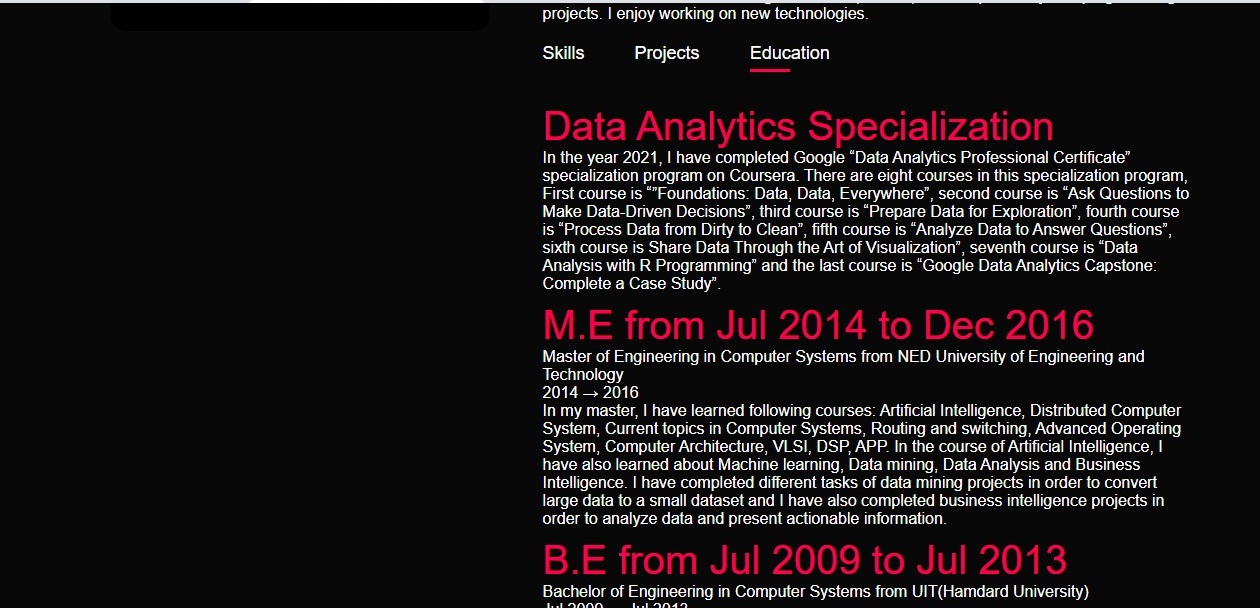 projects. I enjoy working on new technologies.
Skills Projects Education
Data Analytics Specialization
In the year 2021, I have completed Google “Data Analytics Professional Certificate”
specialization program on Coursera. There are eight courses in this specialization program,
First course is “”Foundations: Data, Data, Everywhere”, second course is “Ask Questions to
Make Data-Driven Decisions”, third course is “Prepare Data for Exploration”, fourth course
is “Process Data from Dirty to Clean”, fifth course is “Analyze Data to Answer Questions”,
sixth course is Share Data Through the Art of Visualization”, seventh course is “Data
Analysis with R Programming” and the last course is “Google Data Analytics Capstone:
Complete a Case Study”.
M.E from Jul 2014 to Dec 2016
Master of Engineering in Computer Systems from NED University of Engineering and
Technology
2014 → 2016
In my master, I have learned following courses: Artificial Intelligence, Distributed Computer
System, Current topics in Computer Systems, Routing and switching, Advanced Operating
System, Computer Architecture, VLSI, DSP, APP. In the course of Artificial Intelligence, I
have also learned about Machine learning, Data mining, Data Analysis and Business
Intelligence. I have completed different tasks of data mining projects in order to convert
large data to a small dataset and I have also completed business intelligence projects in
order to analyze data and present actionable information.
B.E from Jul 2009 to Jul 2013
Bachelor of Engineering in Computer Systems from UIT(Hamdard University)
Jul 2009 → Jul 2013